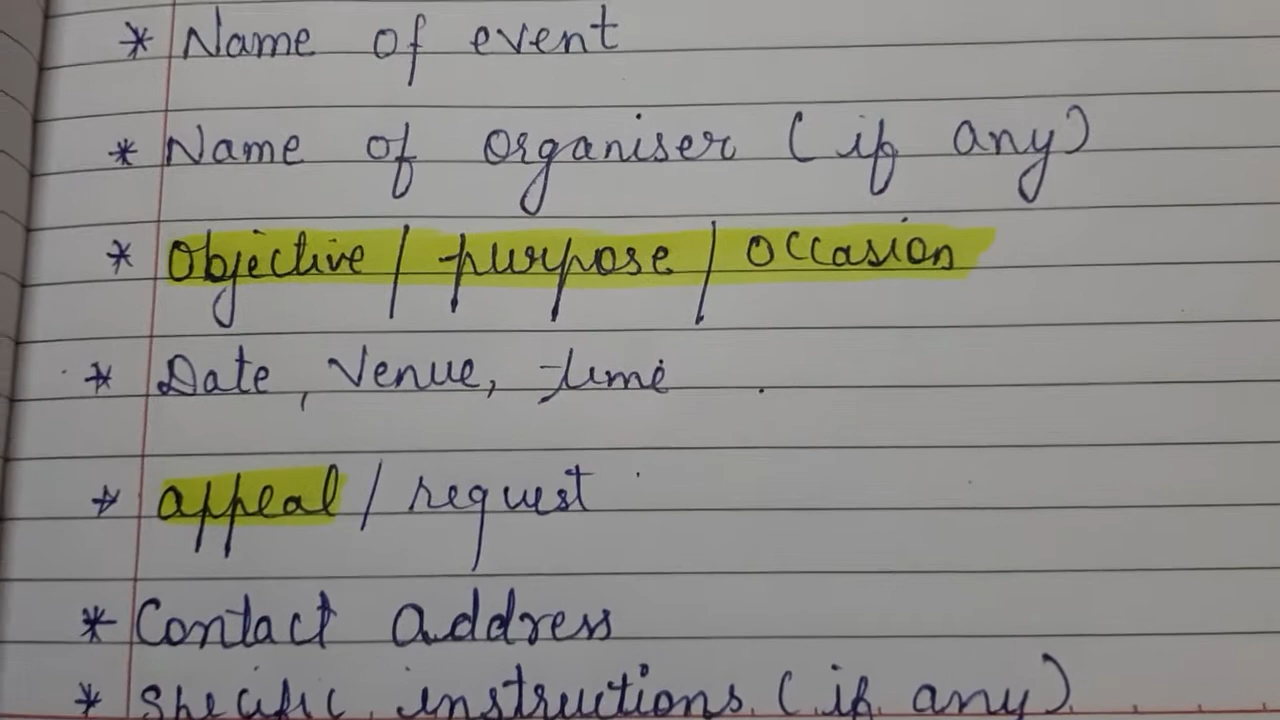 * Name of event
* Name of organiser (if any)
* Objective / purpose / occasion
* Date, Venue, time
* appeal / request
* Contact address
* Specific instructions (if any)